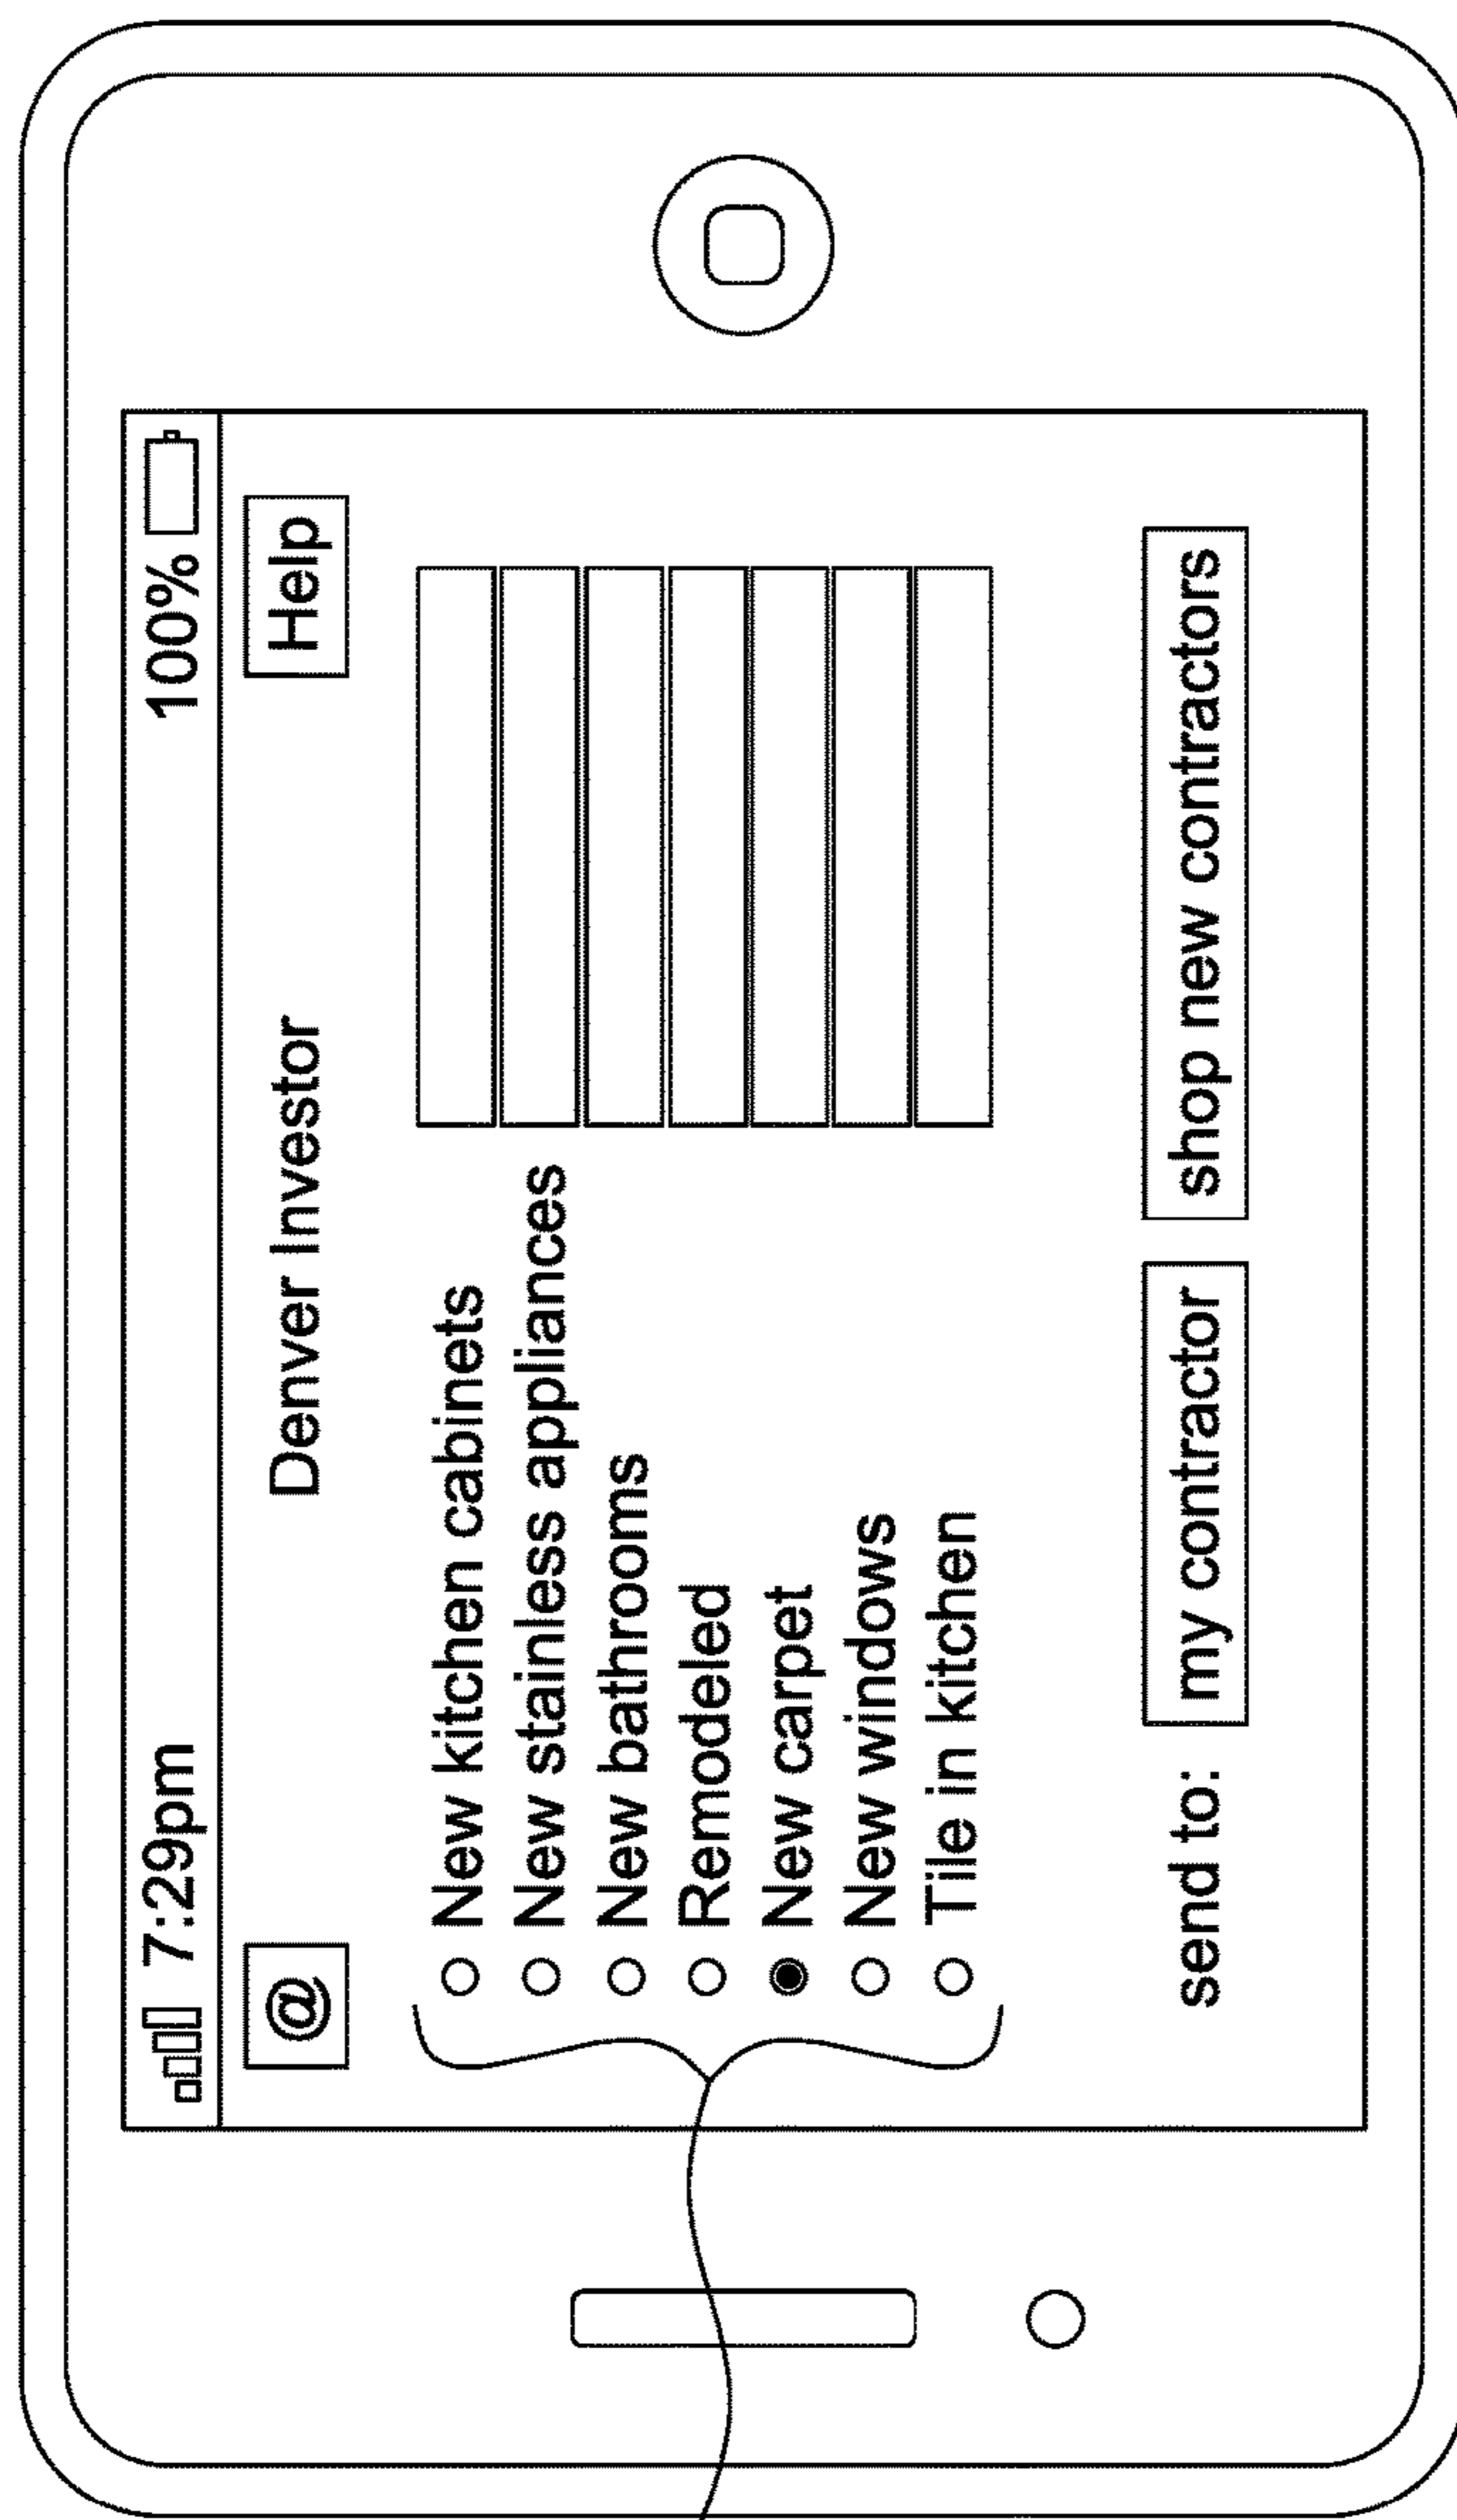 7:29pm 100%
@ Denver Investor Help
New kitchen cabinets
New stainless appliances
New bathrooms
Remodeled
New carpet
New windows
Tile in kitchen
send to: my contractor shop new contractors